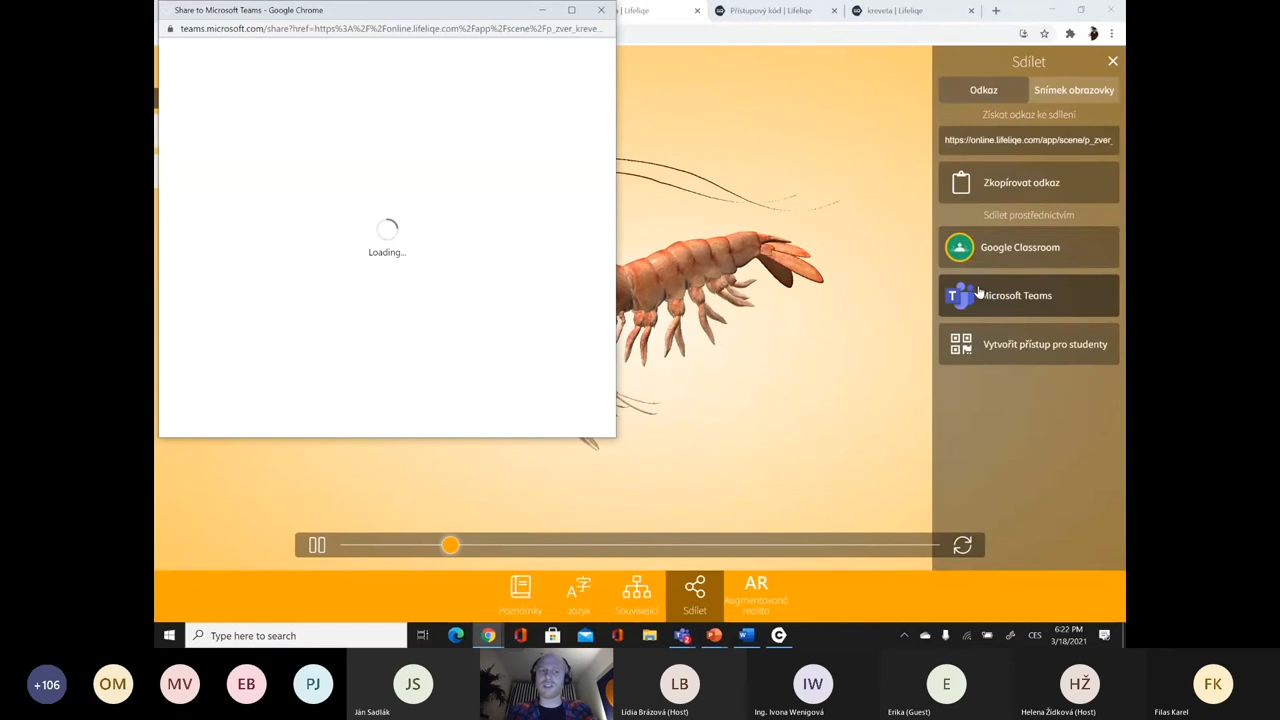 Share to Microsoft Teams - Google Chrome
| Lifeliqe
Přístupový kód | Lifeliqe
kreveta | Lifeliqe
teams.microsoft.com/share?href=https%3A%2F%2Fonline.lifeliqe.com%2Fapp%2Fscene%2Fp_zver_kreve...
Sdílet
Odkaz
Snímek obrazovky
Získat odkaz ke sdílení
https://online.lifeliqe.com/app/scene/p_zver_
Zkopírovat odkaz
Sdílet prostřednictvím
Google Classroom
T
Microsoft Teams
Vytvořit přístup pro studenty
Loading...
Poznámky
Jazyk
Související
Sdílet
AR
Augmentovaná
realita
Type here to search
CES
6:22 PM
3/18/2021
+106
OM
MV
EB
PJ
JS
LB
IW
E
HŽ
FK
Ján Sadlák
Lídia Brázová (Host)
Ing. Ivona Wenigová
Erika (Guest)
Helena Žídková (Host)
Filas Karel